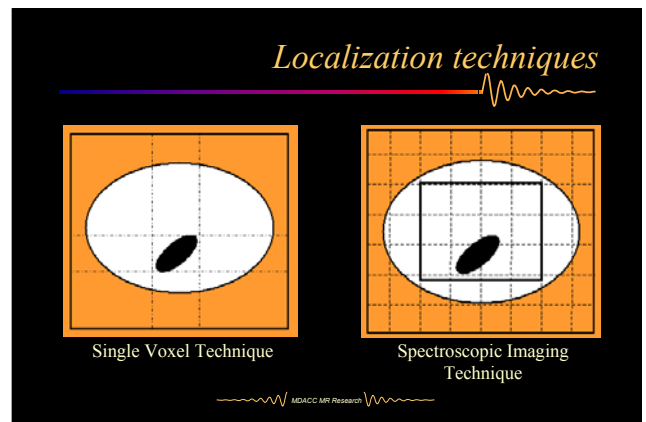 Localization techniques
Single Voxel Technique
Spectroscopic Imaging
Technique
MDACC MR Research